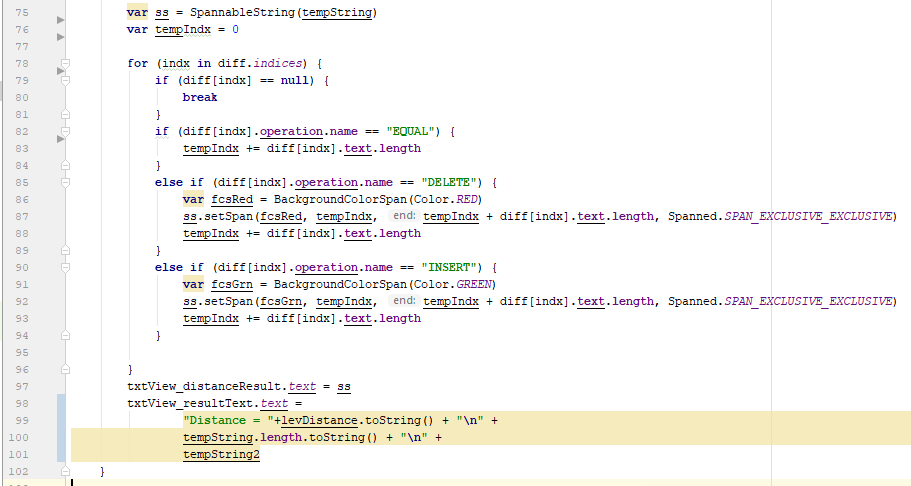 75 var ss = SpannableString(tempString)
76 var tempIndx = 0
77
78 for (indx in diff.indices) {
79 if (diff[indx] == null) {
80 break
81 }
82 if (diff[indx].operation.name == "EQUAL") {
83 tempIndx += diff[indx].text.length
84 }
85 else if (diff[indx].operation.name == "DELETE") {
86 var fcsRed = BackgroundColorSpan(Color.RED)
87 ss.setSpan(fcsRed, tempIndx, end: tempIndx + diff[indx].text.length, Spanned.SPAN_EXCLUSIVE_EXCLUSIVE)
88 tempIndx += diff[indx].text.length
89 }
90 else if (diff[indx].operation.name == "INSERT") {
91 var fcsGrn = BackgroundColorSpan(Color.GREEN)
92 ss.setSpan(fcsGrn, tempIndx, end: tempIndx + diff[indx].text.length, Spanned.SPAN_EXCLUSIVE_EXCLUSIVE)
93 tempIndx += diff[indx].text.length
94 }
95
96 }
97 txtView_distanceResult.text = ss
98 txtView_resultText.text =
99 "Distance = "+levDistance.toString() + "\n" +
100 tempString.length.toString() + "\n" +
101 tempString2
102 }